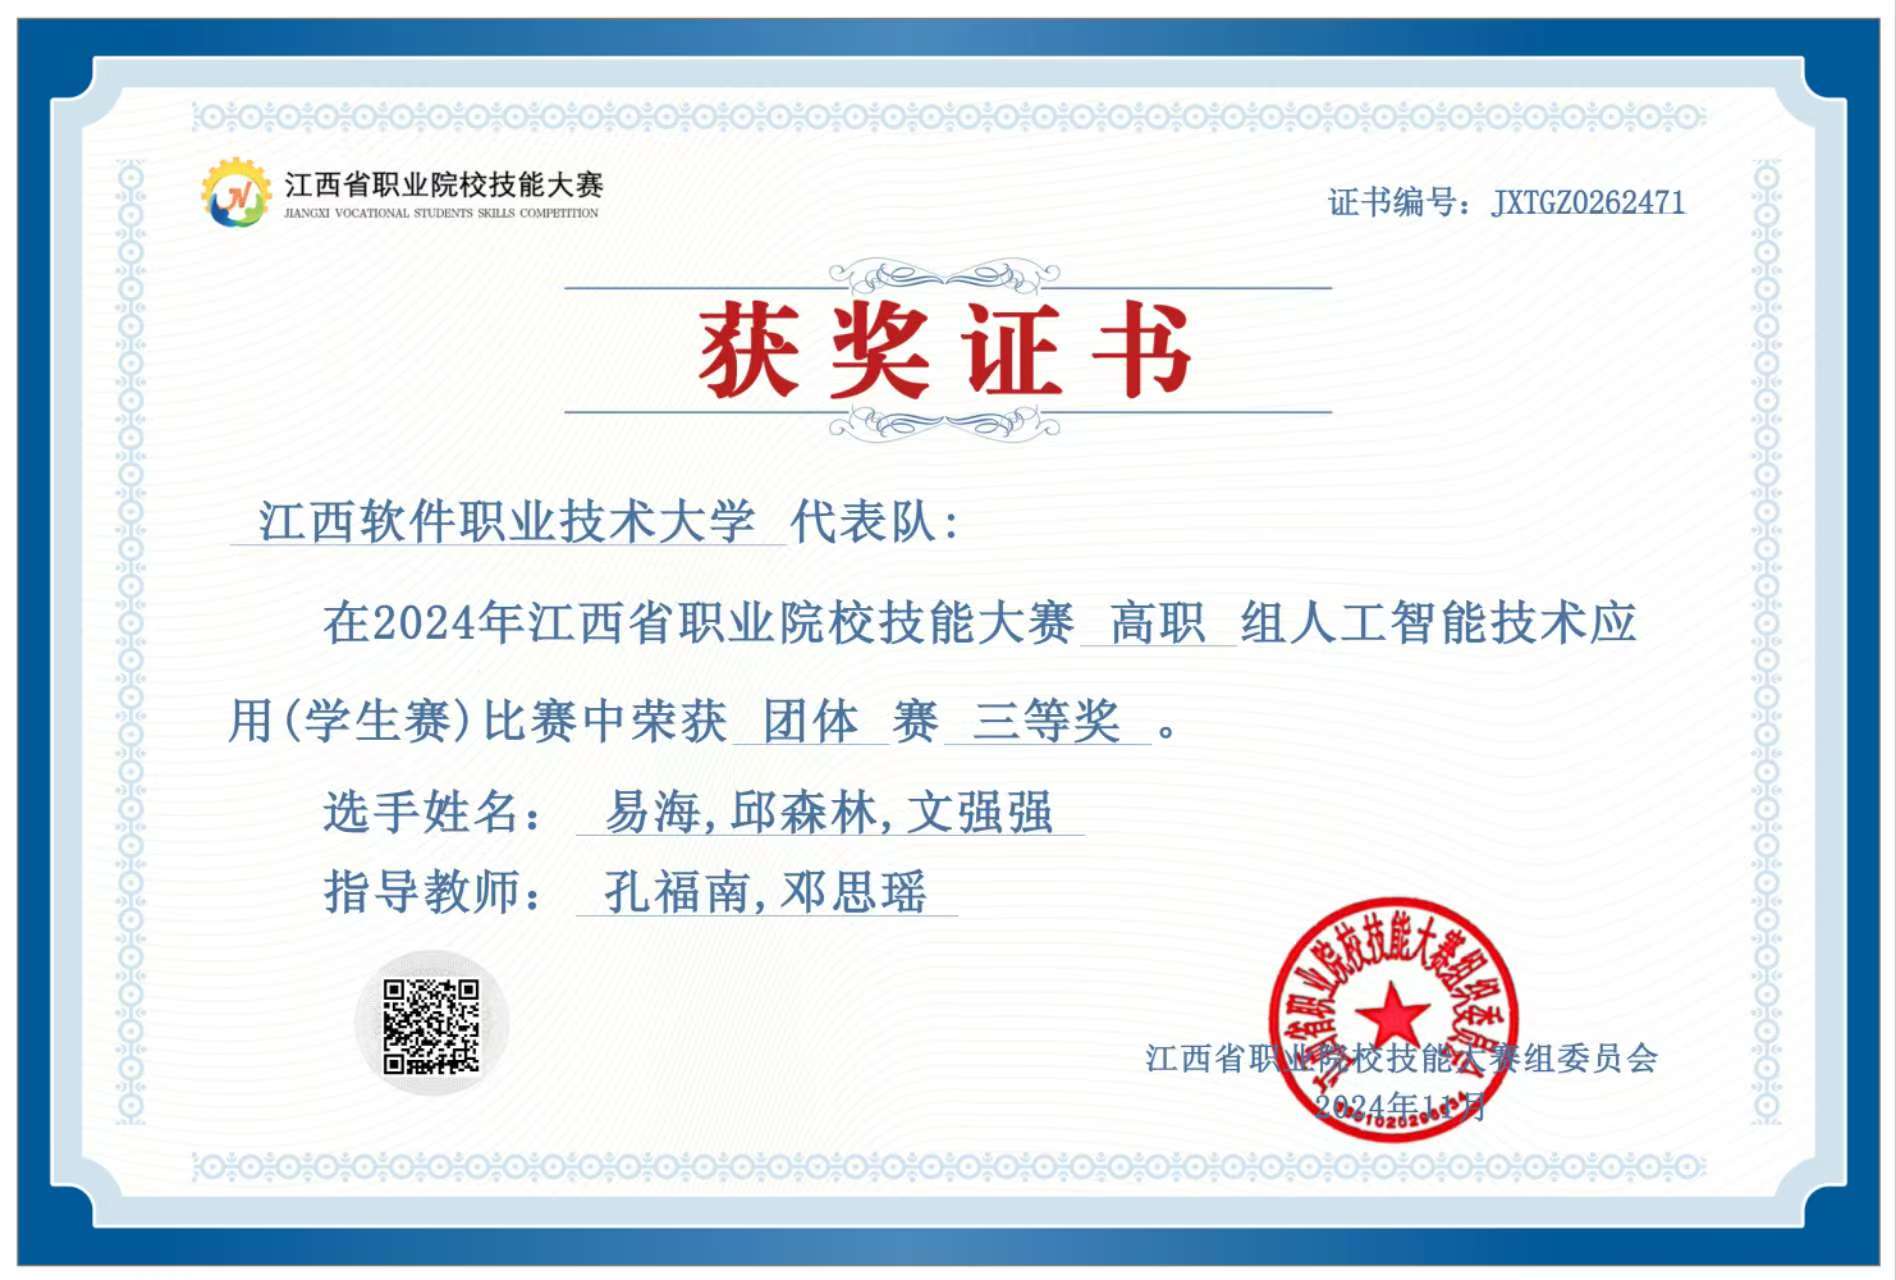 江西省职业院校技能大赛
JIANGXI VOCATIONAL STUDENTS SKILLS COMPETITION
证书编号：JXTGZ0262471
获奖证书
江西软件职业技术大学 代表队：
在2024年江西省职业院校技能大赛 高职 组人工智能技术应
用(学生赛)比赛中荣获 团体 赛 三等奖 。
选手姓名： 易海,邱森林,文强强
指导教师： 孔福南,邓思瑶
江西省职业院校技能大赛组织委员会
江西省职业院校技能大赛组委员会
2024年11月